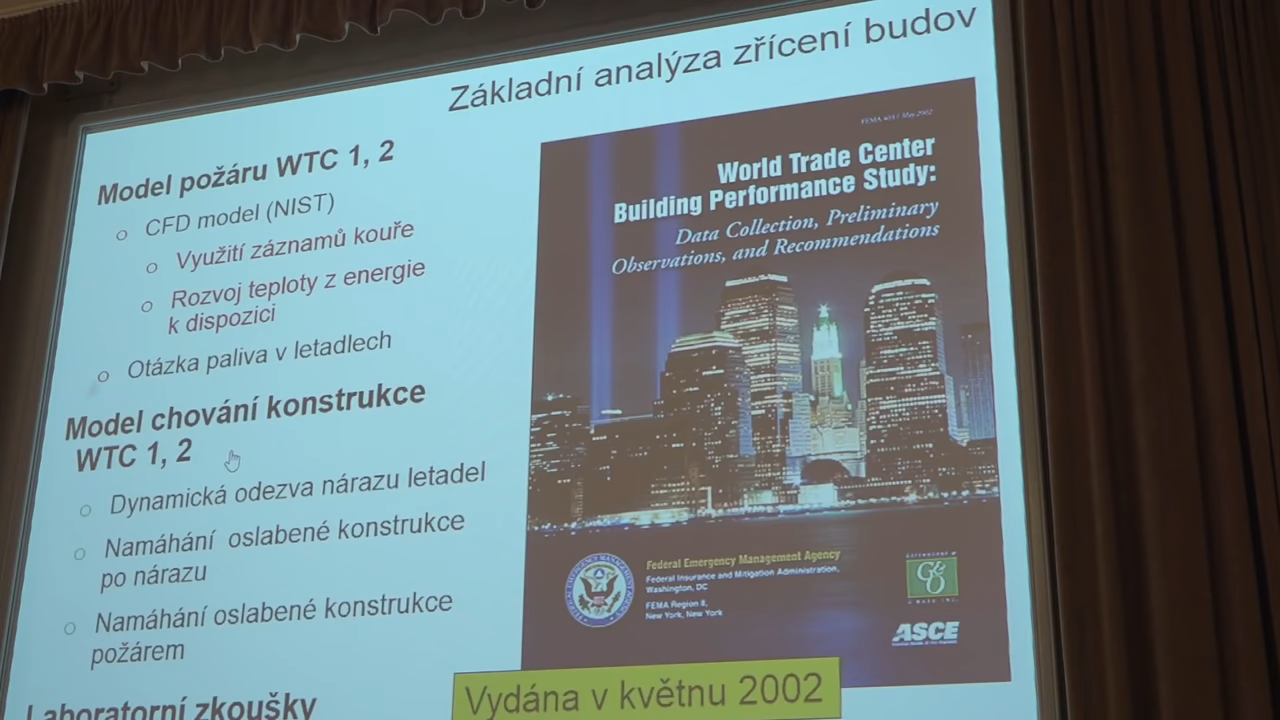 Základní analýza zřícení budov
Model požáru WTC 1, 2
o CFD model (NIST)
o Využití záznamů kouře
o Rozvoj teploty z energie
k dispozici
o Otázka paliva v letadlech
Model chování konstrukce
WTC 1, 2
o Dynamická odezva nárazu letadel
o Namáhání oslabené konstrukce
po nárazu
o Namáhání oslabené konstrukce
požárem
Laboratorní zkoušky
FEMA 403 / May 2002
World Trade Center
Building Performance Study:
Data Collection, Preliminary
Observations, and Recommendations
Federal Emergency Management Agency
Federal Insurance and Mitigation Administration,
Washington, DC
FEMA Region II,
New York, New York
G&O
ASCE
Vydána v květnu 2002